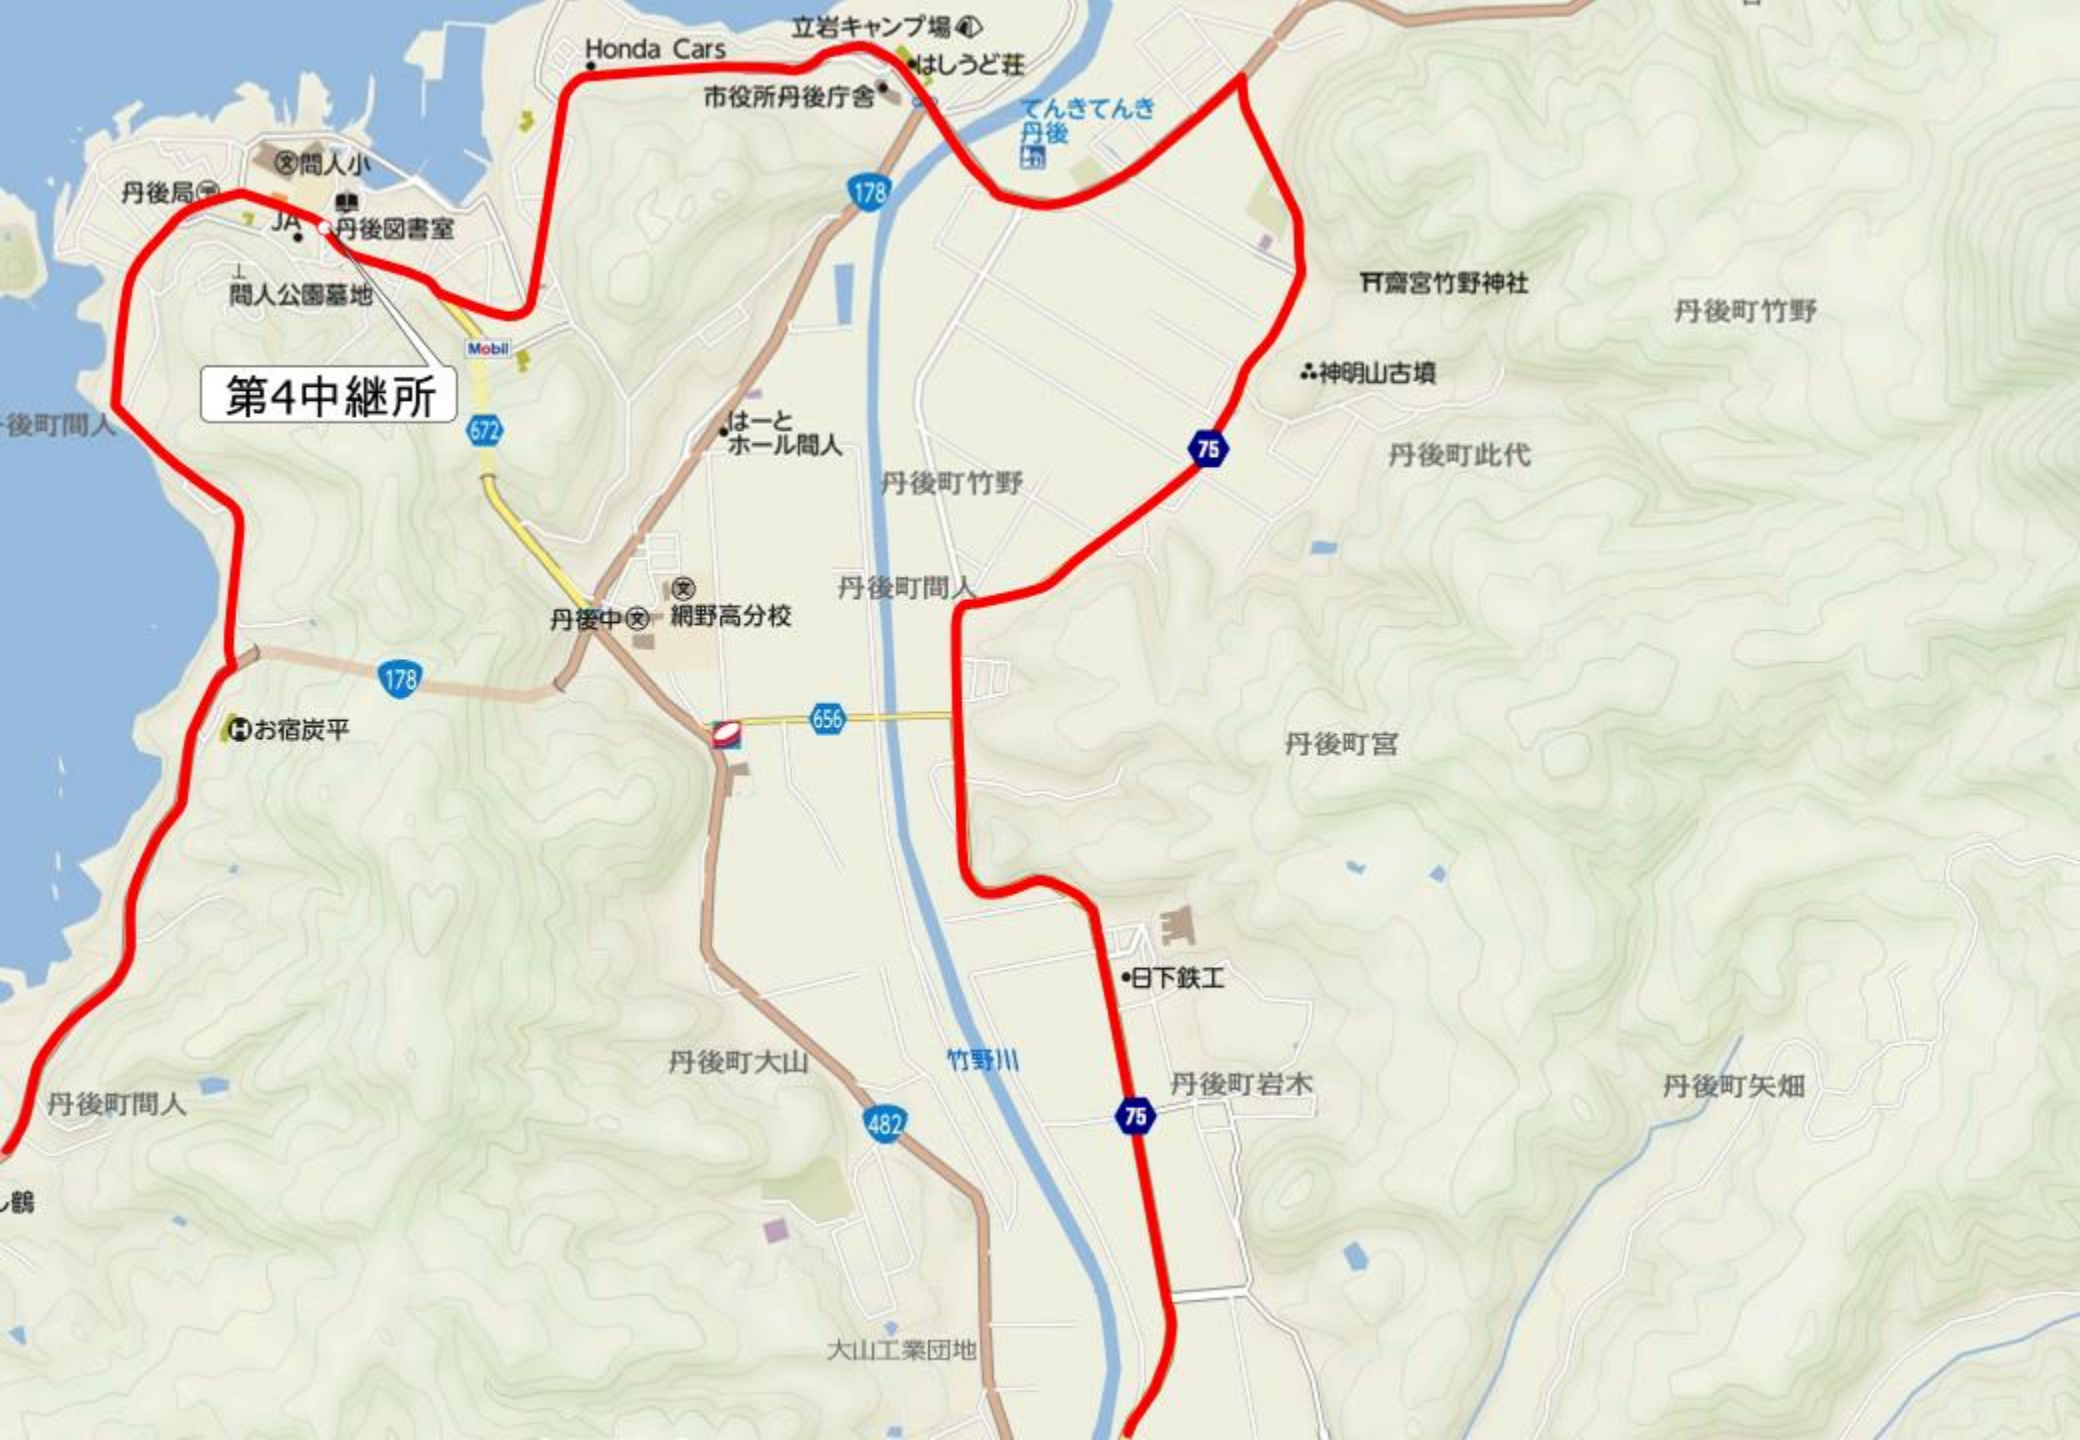 立岩キャンプ場
Honda Cars
はしうど荘
市役所丹後庁舎
てんきてんき
丹後
間人小
丹後局
178
JA
丹後図書室
間人公園墓地
齋宮竹野神社
丹後町竹野
Mobil
神明山古墳
第4中継所
後町間人
672
はーと
ホール間人
75
丹後町此代
丹後町竹野
丹後町間人
丹後中
網野高分校
178
656
お宿炭平
丹後町宮
日下鉄工
丹後町大山
竹野川
丹後町岩木
丹後町矢畑
丹後町間人
482
75
し鶴
大山工業団地